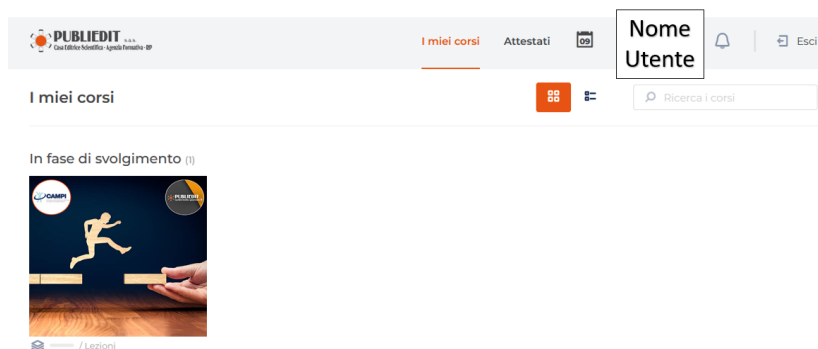 PUBLIEDIT s.a.s.
Casa Editrice Scientifica - Agenzia Formativa - BP
I miei corsi
Attestati
09
Nome
Utente
Esci
I miei corsi
Ricerca i corsi
In fase di svolgimento (1)
CAMPI
PUBLIEDIT
/ Lezioni